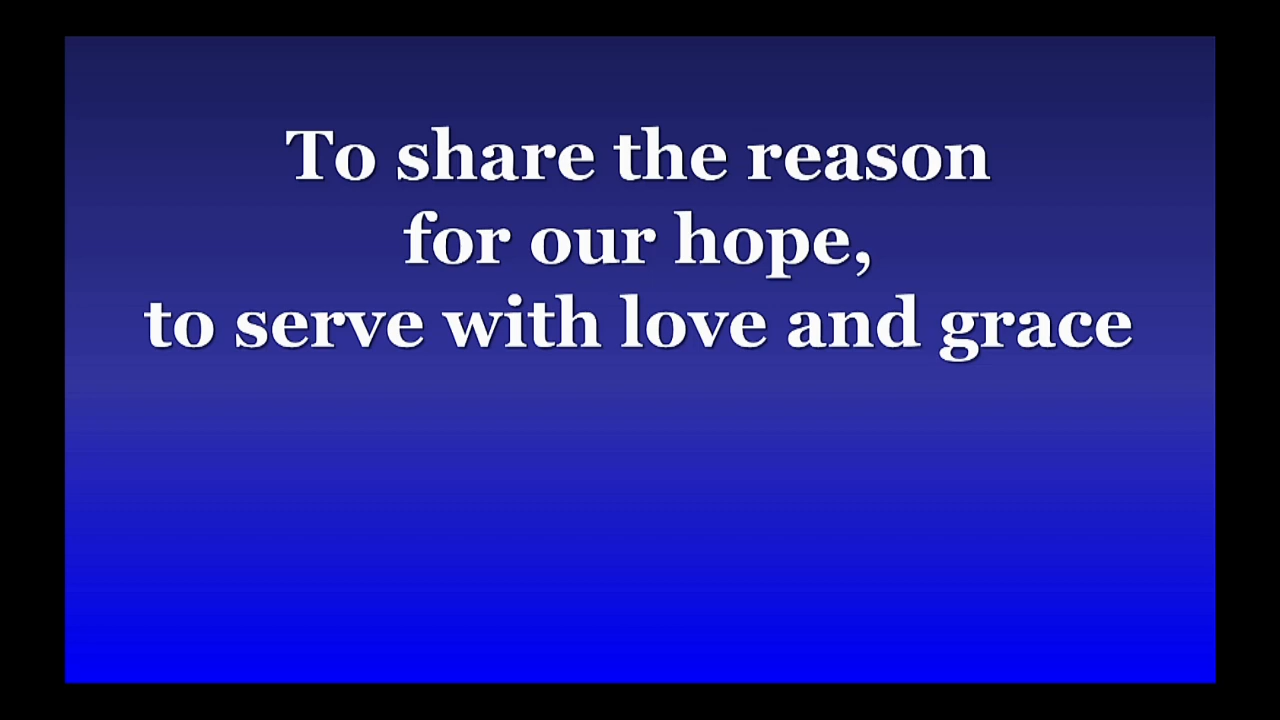 To share the reason
for our hope,
to serve with love and grace